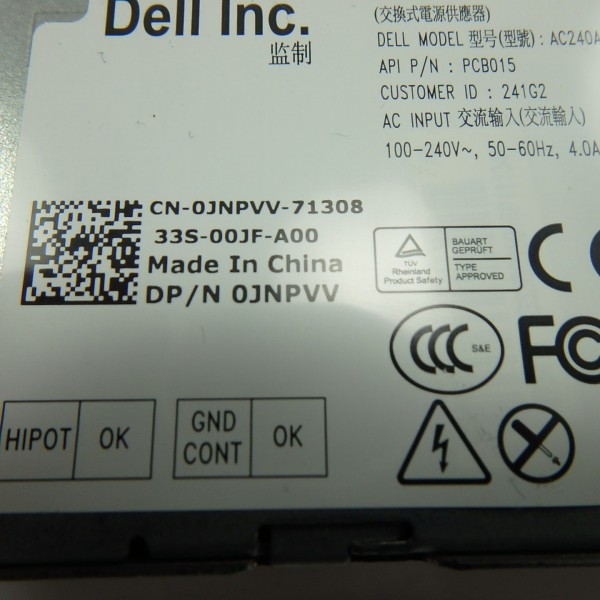 Dell Inc.
监制
(交換式電源供應器)
DELL MODEL 型号(型號) : AC240A
API P/N : PCB015
CUSTOMER ID : 241G2
AC INPUT 交流输入(交流輸入)
100-240V~, 50-60Hz, 4.0A
CN-0JNPVV-71308
33S-00JF-A00
Made In China
DP/N 0JNPVV
TÜV
Rheinland
Product Safety
BAUART
GEPRÜFT
TYPE
APPROVED
CCC S&E
FC
HIPOT OK
GND
CONT
OK